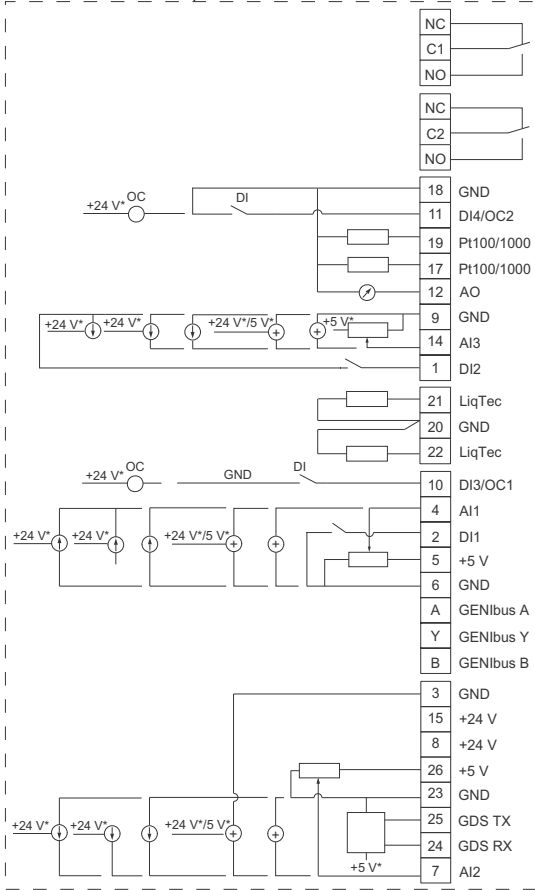 NC
C1
NO
NC
C2
NO
18 GND
+24 V* OC DI 11 DI4/OC2
19 Pt100/1000
17 Pt100/1000
12 AO
9 GND
+24 V* +24 V* +24 V*/5 V* +5 V*
14 AI3
1 DI2
21 LiqTec
20 GND
22 LiqTec
+24 V* OC GND DI 10 DI3/OC1
4 AI1
+24 V* +24 V* +24 V*/5 V* 2 DI1
5 +5 V
6 GND
A GENIbus A
Y GENIbus Y
B GENIbus B
3 GND
15 +24 V
8 +24 V
26 +5 V
23 GND
+24 V* +24 V* +24 V*/5 V* 25 GDS TX
24 GDS RX
+5 V* 7 AI2